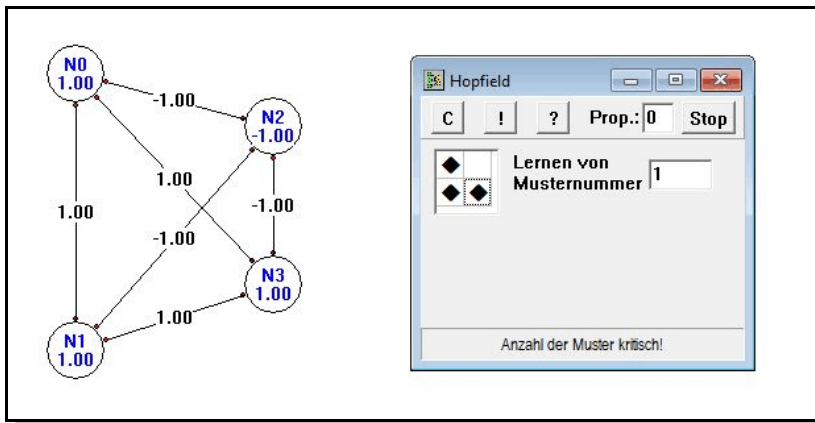 N0
1.00
-1.00
N2
-1.00
1.00
1.00
-1.00
-1.00
N3
1.00
1.00
N1
1.00
Hopfield
C ! ? Prop.: 0 Stop
Lernen von
Musternummer 1
Anzahl der Muster kritisch!